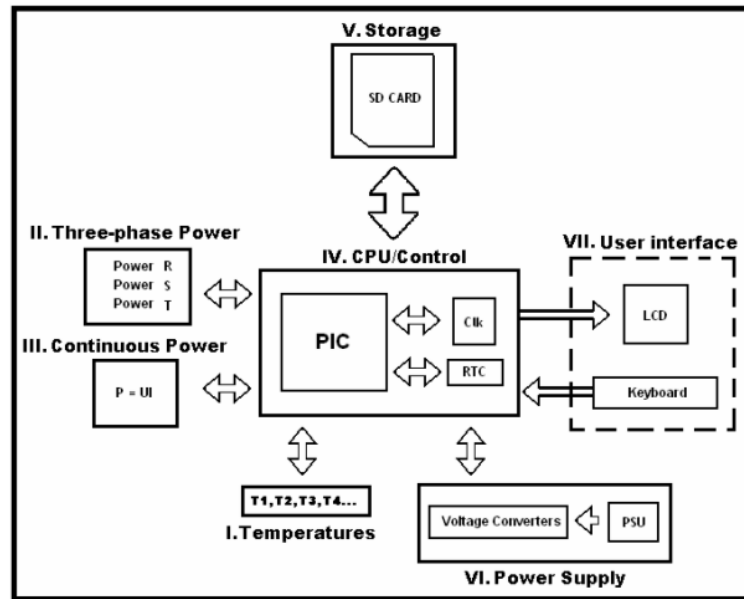 V. Storage
SD CARD
II. Three-phase Power
Power R
Power S
Power T
III. Continuous Power
P = UI
IV. CPU/Control
PIC
Clk
RTC
VII. User interface
LCD
Keyboard
T1,T2,T3,T4...
I.Temperatures
Voltage Converters
PSU
VI. Power Supply